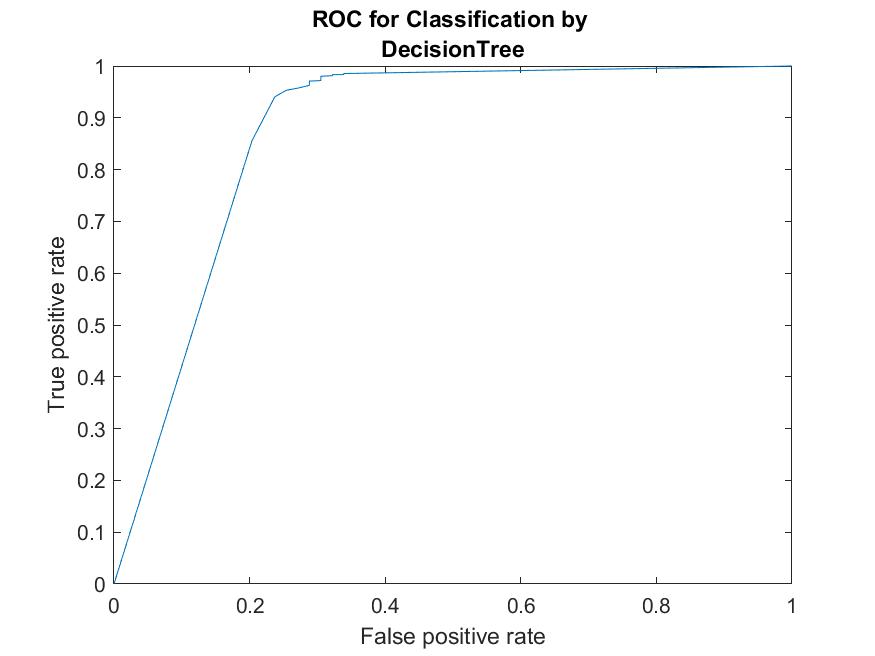 ROC for Classification by
DecisionTree
1
0.9
0.8
0.7
0.6
0.5
0.4
0.3
0.2
0.1
0
True positive rate
0 0.2 0.4 0.6 0.8 1
False positive rate